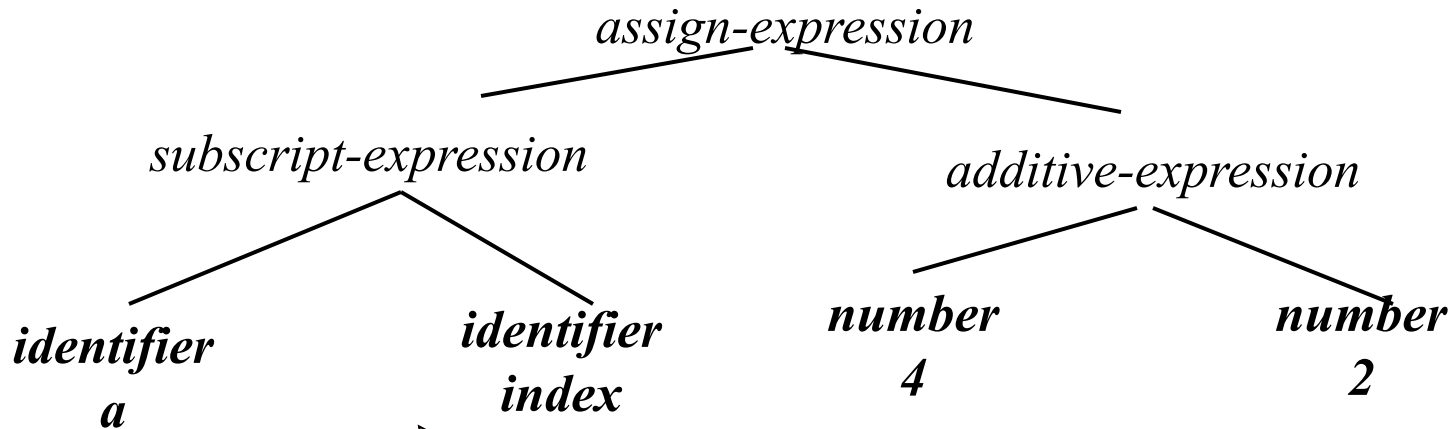 assign-expression
subscript-expression
additive-expression
identifier
a
identifier
index
number
4
number
2